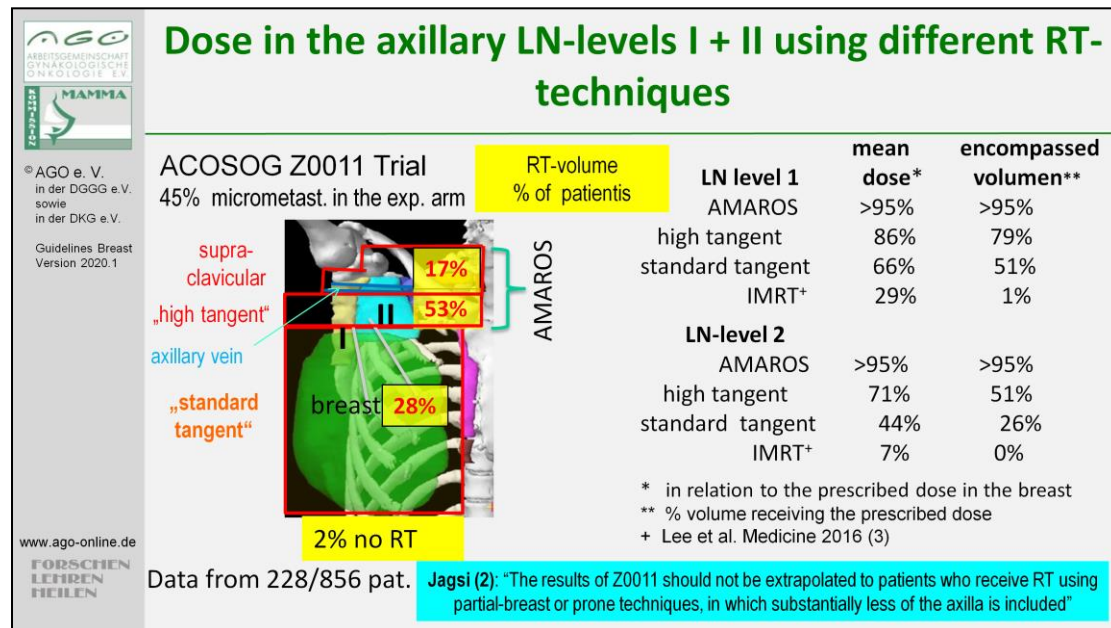 AGO
ARBEITSGEMEINSCHAFT
GYNÄKOLOGISCHE
ONKOLOGIE E.V.
KOMMISSION
MAMMA
© AGO e. V.
in der DGGG e.V.
sowie
in der DKG e.V.
Guidelines Breast
Version 2020.1
www.ago-online.de
FORSCHEN
LEHREN
HEILEN
Dose in the axillary LN-levels I + II using different RT-
techniques
ACOSOG Z0011 Trial
45% micrometast. in the exp. arm
RT-volume
% of patientis
supra-
clavicular
„high tangent“
axillary vein
„standard
tangent“
17%
53%
II
I
breast
28%
AMAROS
2% no RT
Data from 228/856 pat.
mean encompassed
LN level 1 dose* volumen**
AMAROS >95% >95%
high tangent 86% 79%
standard tangent 66% 51%
IMRT+ 29% 1%
LN-level 2
AMAROS >95% >95%
high tangent 71% 51%
standard tangent 44% 26%
IMRT+ 7% 0%
* in relation to the prescribed dose in the breast
** % volume receiving the prescribed dose
+ Lee et al. Medicine 2016 (3)
Jagsi (2): “The results of Z0011 should not be extrapolated to patients who receive RT using
partial-breast or prone techniques, in which substantially less of the axilla is included”